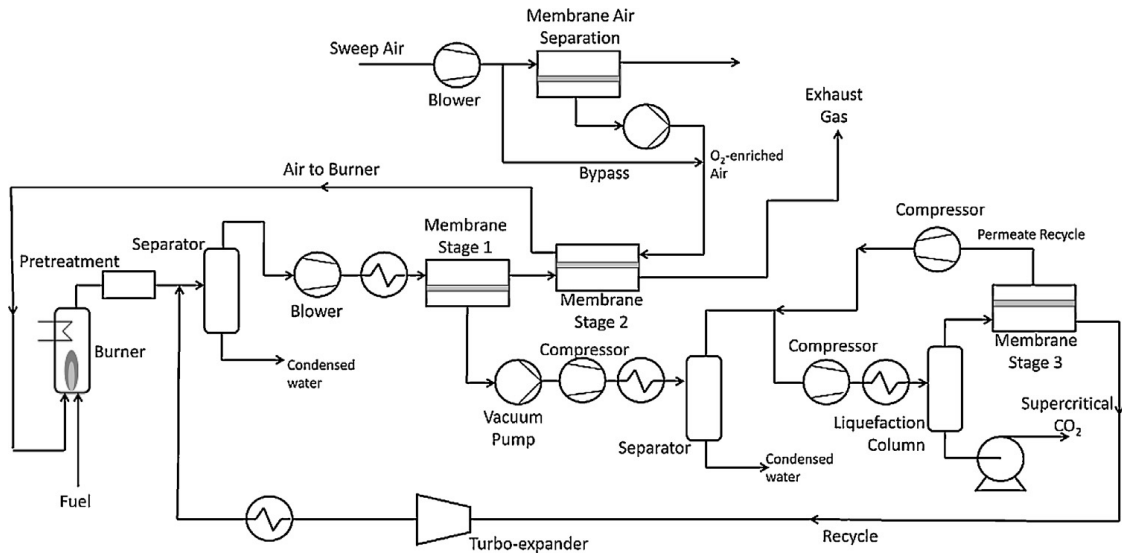 Membrane Air
Separation
Sweep Air
Blower
Exhaust
Gas
O₂-enriched
Air
Bypass
Air to Burner
Compressor
Membrane
Stage 1
Permeate Recycle
Separator
Pretreatment
Blower
Membrane
Stage 2
Burner
Condensed
water
Compressor
Compressor
Membrane
Stage 3
Vacuum
Pump
Separator
Liquefaction
Column
Supercritical
CO₂
Condensed
water
Fuel
Turbo-expander
Recycle